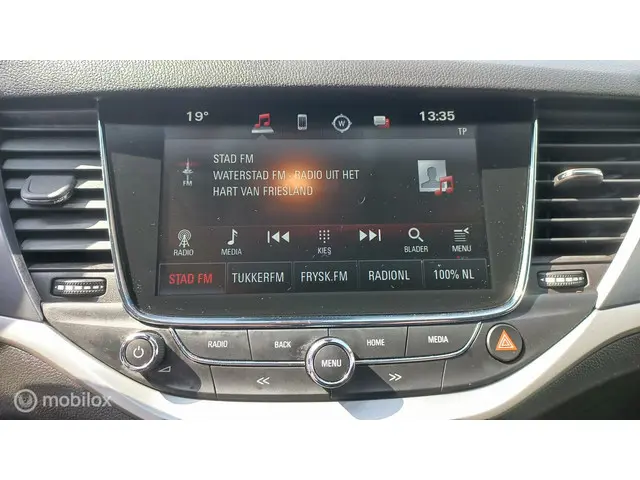 19° 13:35
W
TP
STAD FM
WATERSTAD FM - RADIO UIT HET
HART VAN FRIESLAND
FM
RADIO MEDIA KIES BLADER MENU
STAD FM TUKKERFM FRYSK.FM RADIONL 100% NL
RADIO BACK HOME MEDIA
MENU
mobilox